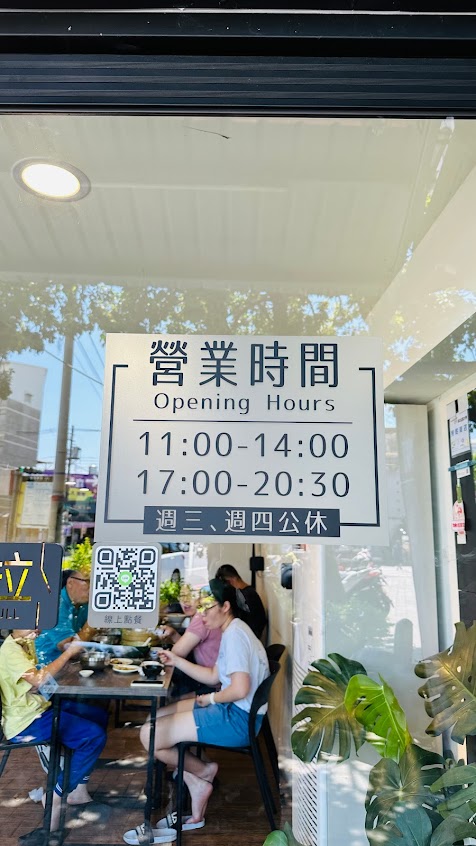 營業時間
Opening Hours
11:00-14:00
17:00-20:30
週三、週四公休
拉
線上點餐